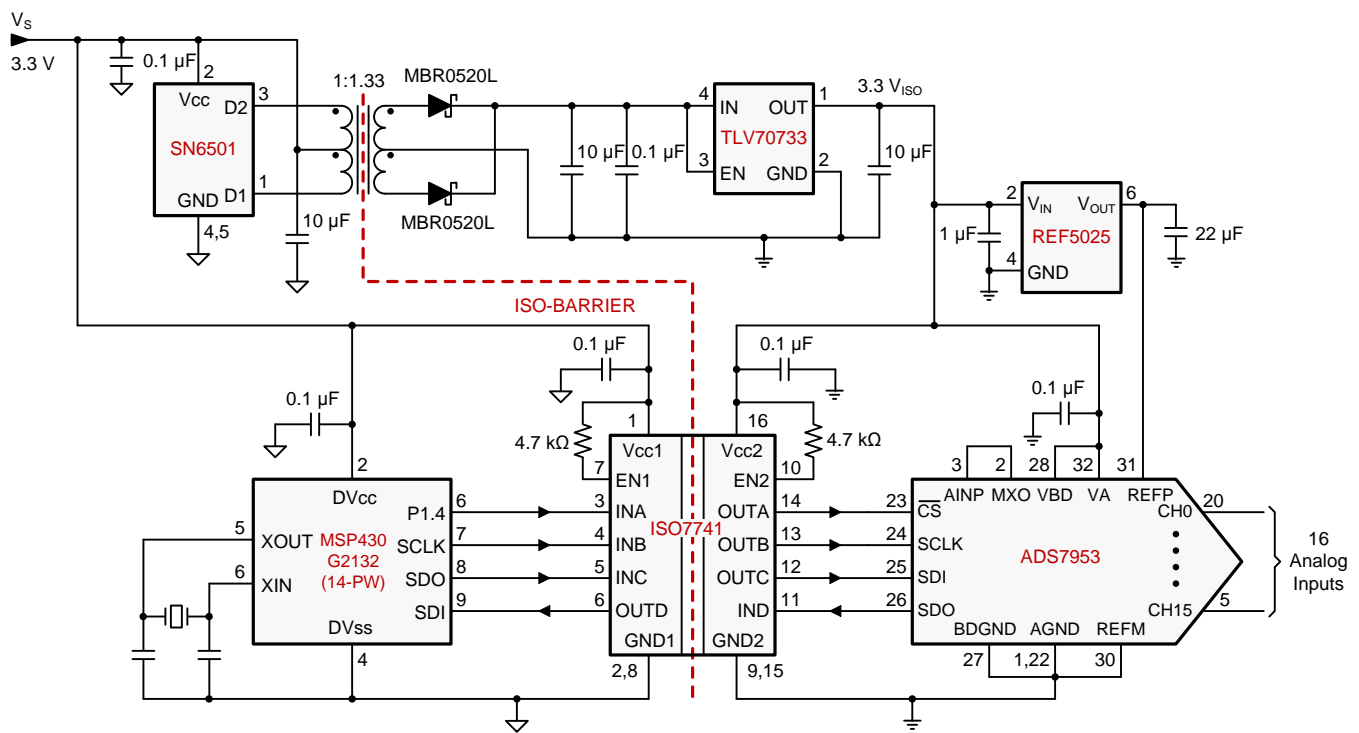 VS
3.3 V
0.1 µF
2
Vcc
D2
3
SN6501
GND
D1
1
4,5
10 µF
1:1.33
MBR0520L
MBR0520L
10 µF
0.1 µF
4
IN
OUT
1
TLV70733
3
EN
GND
2
3.3 VISO
10 µF
2
VIN
VOUT
6
1 µF
REF5025
4
GND
22 µF
ISO-BARRIER
0.1 µF
0.1 µF
0.1 µF
0.1 µF
4.7 kΩ
4.7 kΩ
2
DVcc
5
XOUT
6
XIN
MSP430
G2132
(14-PW)
P1.4
6
SCLK
7
SDO
8
SDI
9
DVss
4
1
Vcc1
7
EN1
3
INA
4
INB
5
INC
6
OUTD
GND1
2,8
ISO7741
16
Vcc2
10
EN2
14
OUTA
13
OUTB
12
OUTC
11
IND
GND2
9,15
3
2
28
32
31
AINP
MXO
VBD
VA
REFP
23
CS
24
SCLK
25
SDI
26
SDO
ADS7953
CH0
20
CH15
5
BDGND
AGND
REFM
27
1,22
30
16
Analog
Inputs